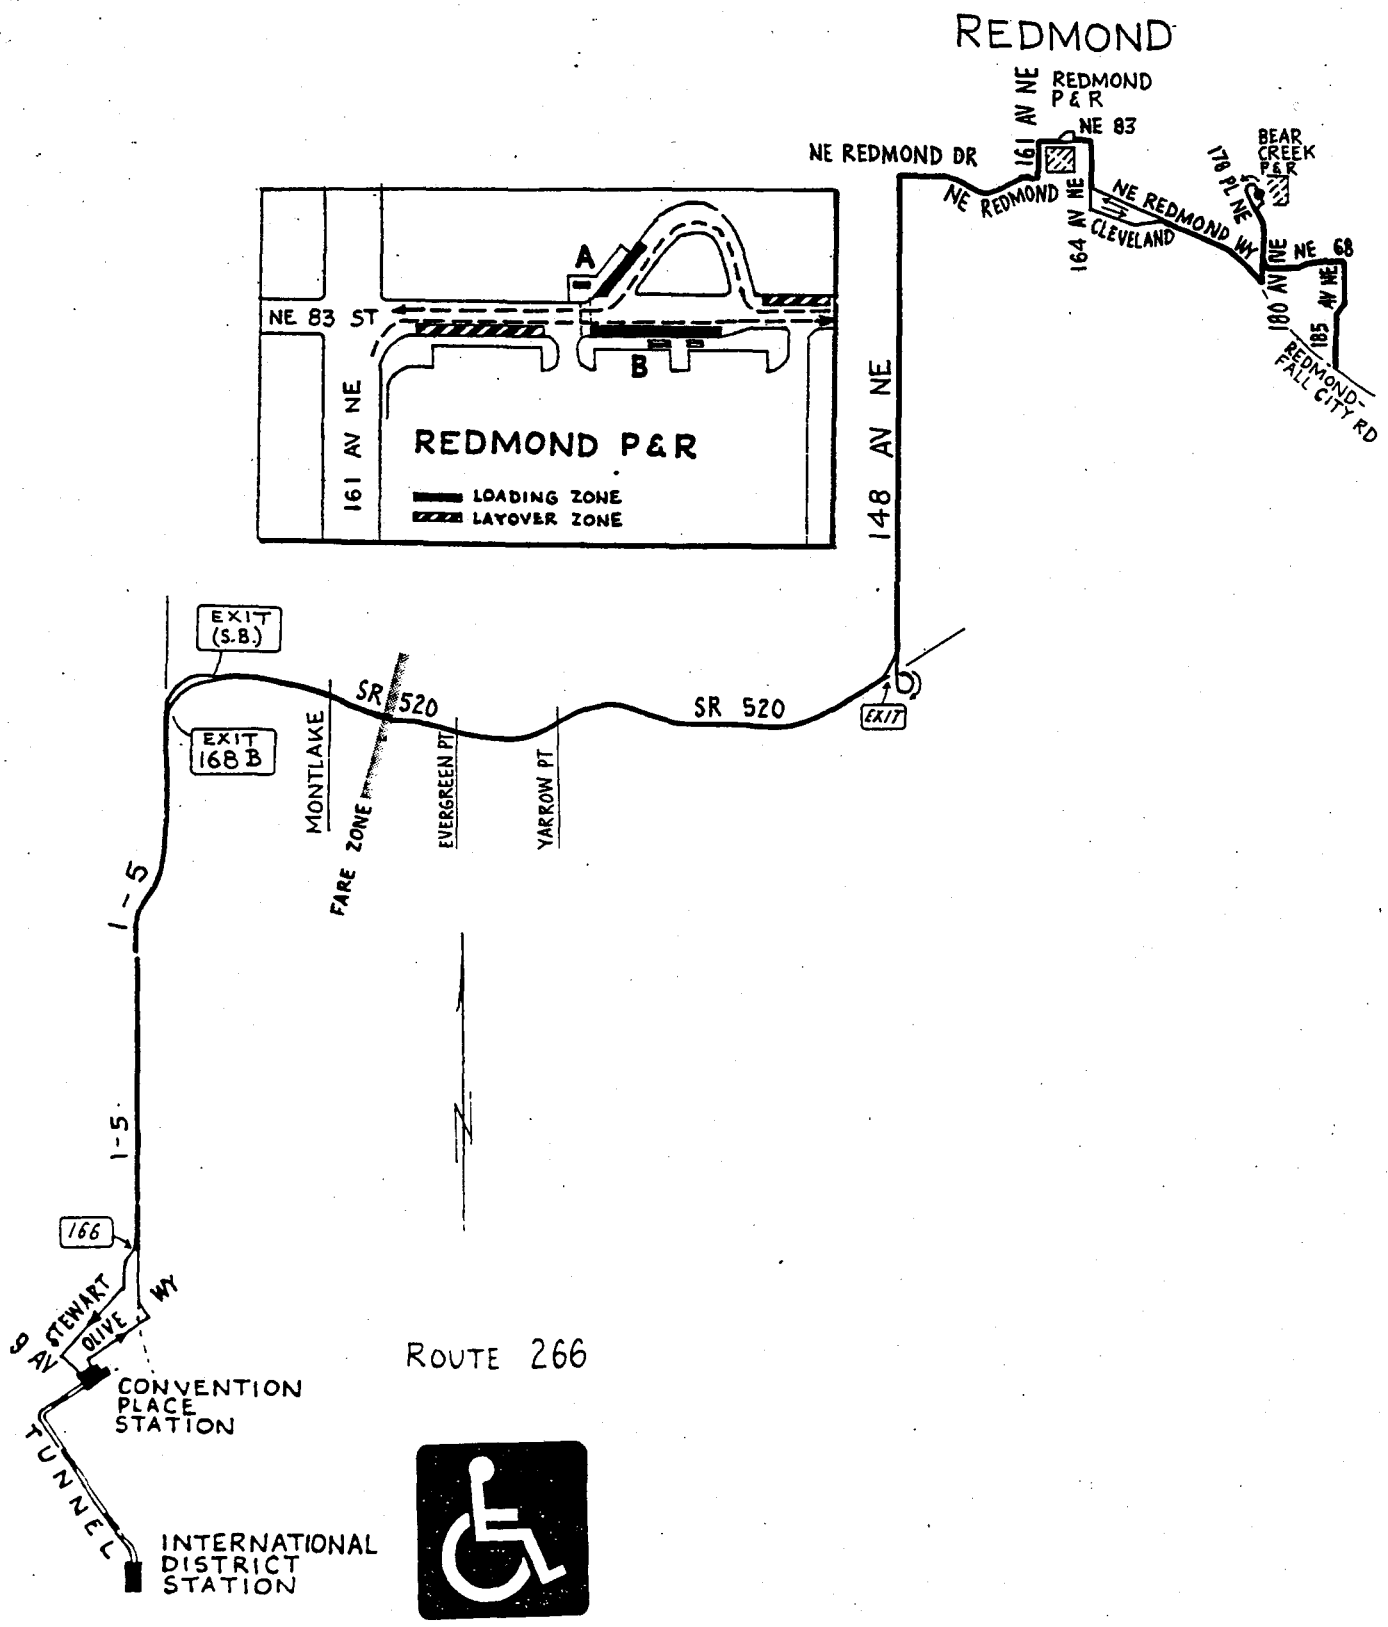 REDMOND
161 AV NE
REDMOND
P & R
NE 83
BEAR
CREEK
P&R
178 PL NE
NE REDMOND DR
NE REDMOND
164 AV NE
NE REDMOND WY
CLEVELAND
180 AV NE
NE 68
185 AV NE
REDMOND-
FALL CITY RD
A
NE 83 ST
B
161 AV NE
REDMOND P&R
LOADING ZONE
LAYOVER ZONE
148 AV NE
EXIT
(S.B.)
SR 520
SR 520
EXIT
EXIT
168 B
MONTLAKE
FARE ZONE
EVERGREEN PT
YARROW PT
I-5
N
I-5
166
STEWART
OLIVE WY
9 AV
CONVENTION
PLACE
STATION
TUNNEL
INTERNATIONAL
DISTRICT
STATION
ROUTE 266